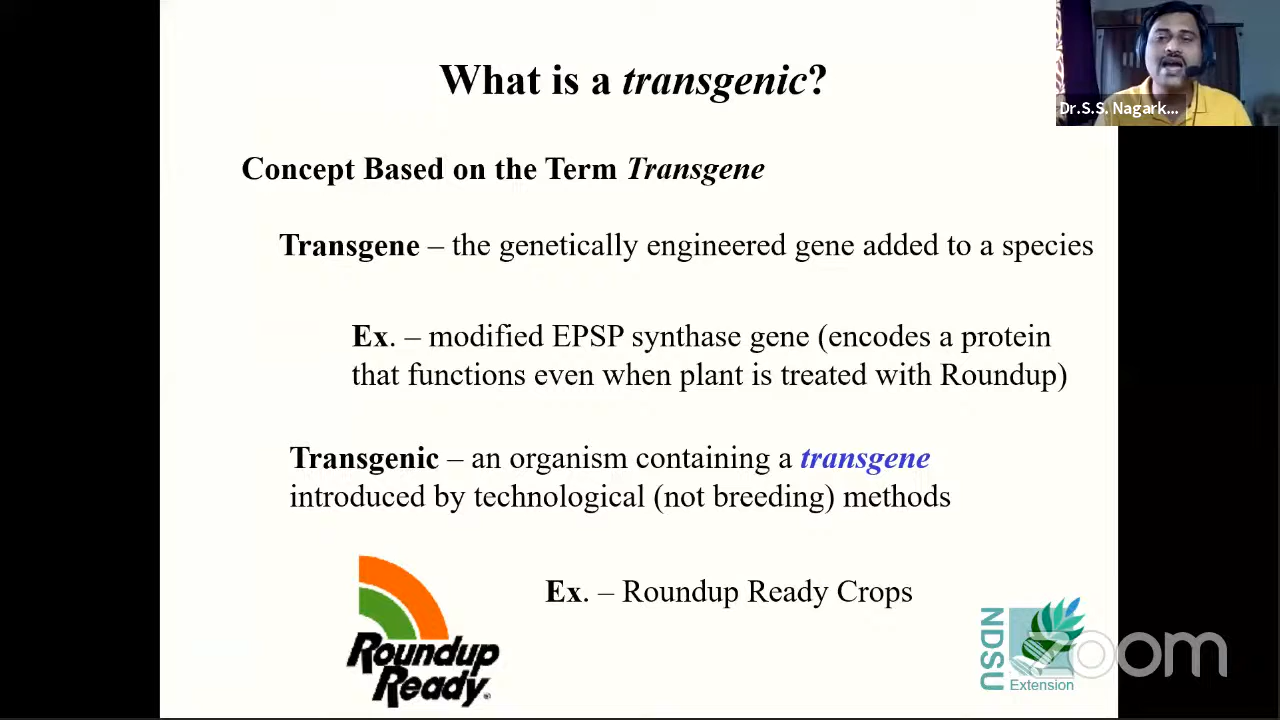 What is a transgenic?
Dr.S.S. Nagark...
Concept Based on the Term Transgene
Transgene – the genetically engineered gene added to a species
Ex. – modified EPSP synthase gene (encodes a protein
that functions even when plant is treated with Roundup)
Transgenic – an organism containing a transgene
introduced by technological (not breeding) methods
Ex. – Roundup Ready Crops
Roundup
Ready
NDSU
Extension
zoom